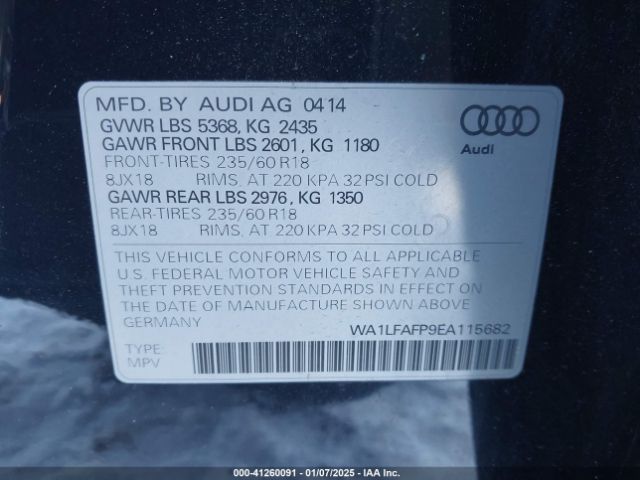 MFD. BY AUDI AG 0414
GVWR LBS 5368, KG 2435
GAWR FRONT LBS 2601, KG 1180
FRONT-TIRES 235/60 R18
8JX18 RIMS, AT 220 KPA 32 PSI COLD
GAWR REAR LBS 2976, KG 1350
REAR-TIRES 235/60 R18
8JX18 RIMS, AT 220 KPA 32 PSI COLD
Audi
THIS VEHICLE CONFORMS TO ALL APPLICABLE
U.S. FEDERAL MOTOR VEHICLE SAFETY AND
THEFT PREVENTION STANDARDS IN EFFECT ON
THE DATE OF MANUFACTURE SHOWN ABOVE
GERMANY
WA1LFAFP9EA115682
TYPE:
MPV
000-41260091 - 01/07/2025 - IAA Inc.